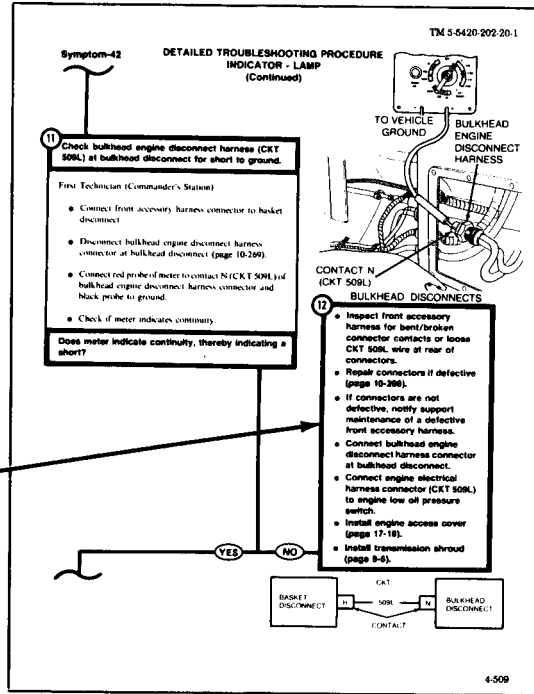 TM 5-5420-202-20-1
Symptom-42
DETAILED TROUBLESHOOTING PROCEDURE
INDICATOR - LAMP
(Continued)
TO VEHICLE
GROUND
BULKHEAD
ENGINE
DISCONNECT
HARNESS
CONTACT N
(CKT 509L)
BULKHEAD DISCONNECTS
11
Check bulkhead engine disconnect harness (CKT
509L) at bulkhead disconnect for short to ground.
First Technician (Commander's Station)
• Connect front accessory harness connector to basket
disconnect
• Disconnect bulkhead engine disconnect harness
connector at bulkhead disconnect (page 10-269).
• Connect red probe of meter to contact N (CKT 509L) of
bulkhead engine disconnect harness connector and
black probe to ground.
• Check if meter indicates continuity.
Does meter indicate continuity, thereby indicating a
short?
12
• Inspect front accessory
harness for bent/broken
connector contacts or loose
CKT 509L wire at rear of
connectors.
• Repair connectors if defective
(page 10-298).
• If connectors are not
defective, notify support
maintenance of a defective
front accessory harness.
• Connect bulkhead engine
disconnect harness connector
at bulkhead disconnect.
• Connect engine electrical
harness connector (CKT 509L)
to engine low oil pressure
switch.
• Install engine access cover
(page 17-18).
• Install transmission shroud
(page 9-6).
YES
NO
BASKET
DISCONNECT
H
CKT
509L
N
BULKHEAD
DISCONNECT
CONTACT
4-509